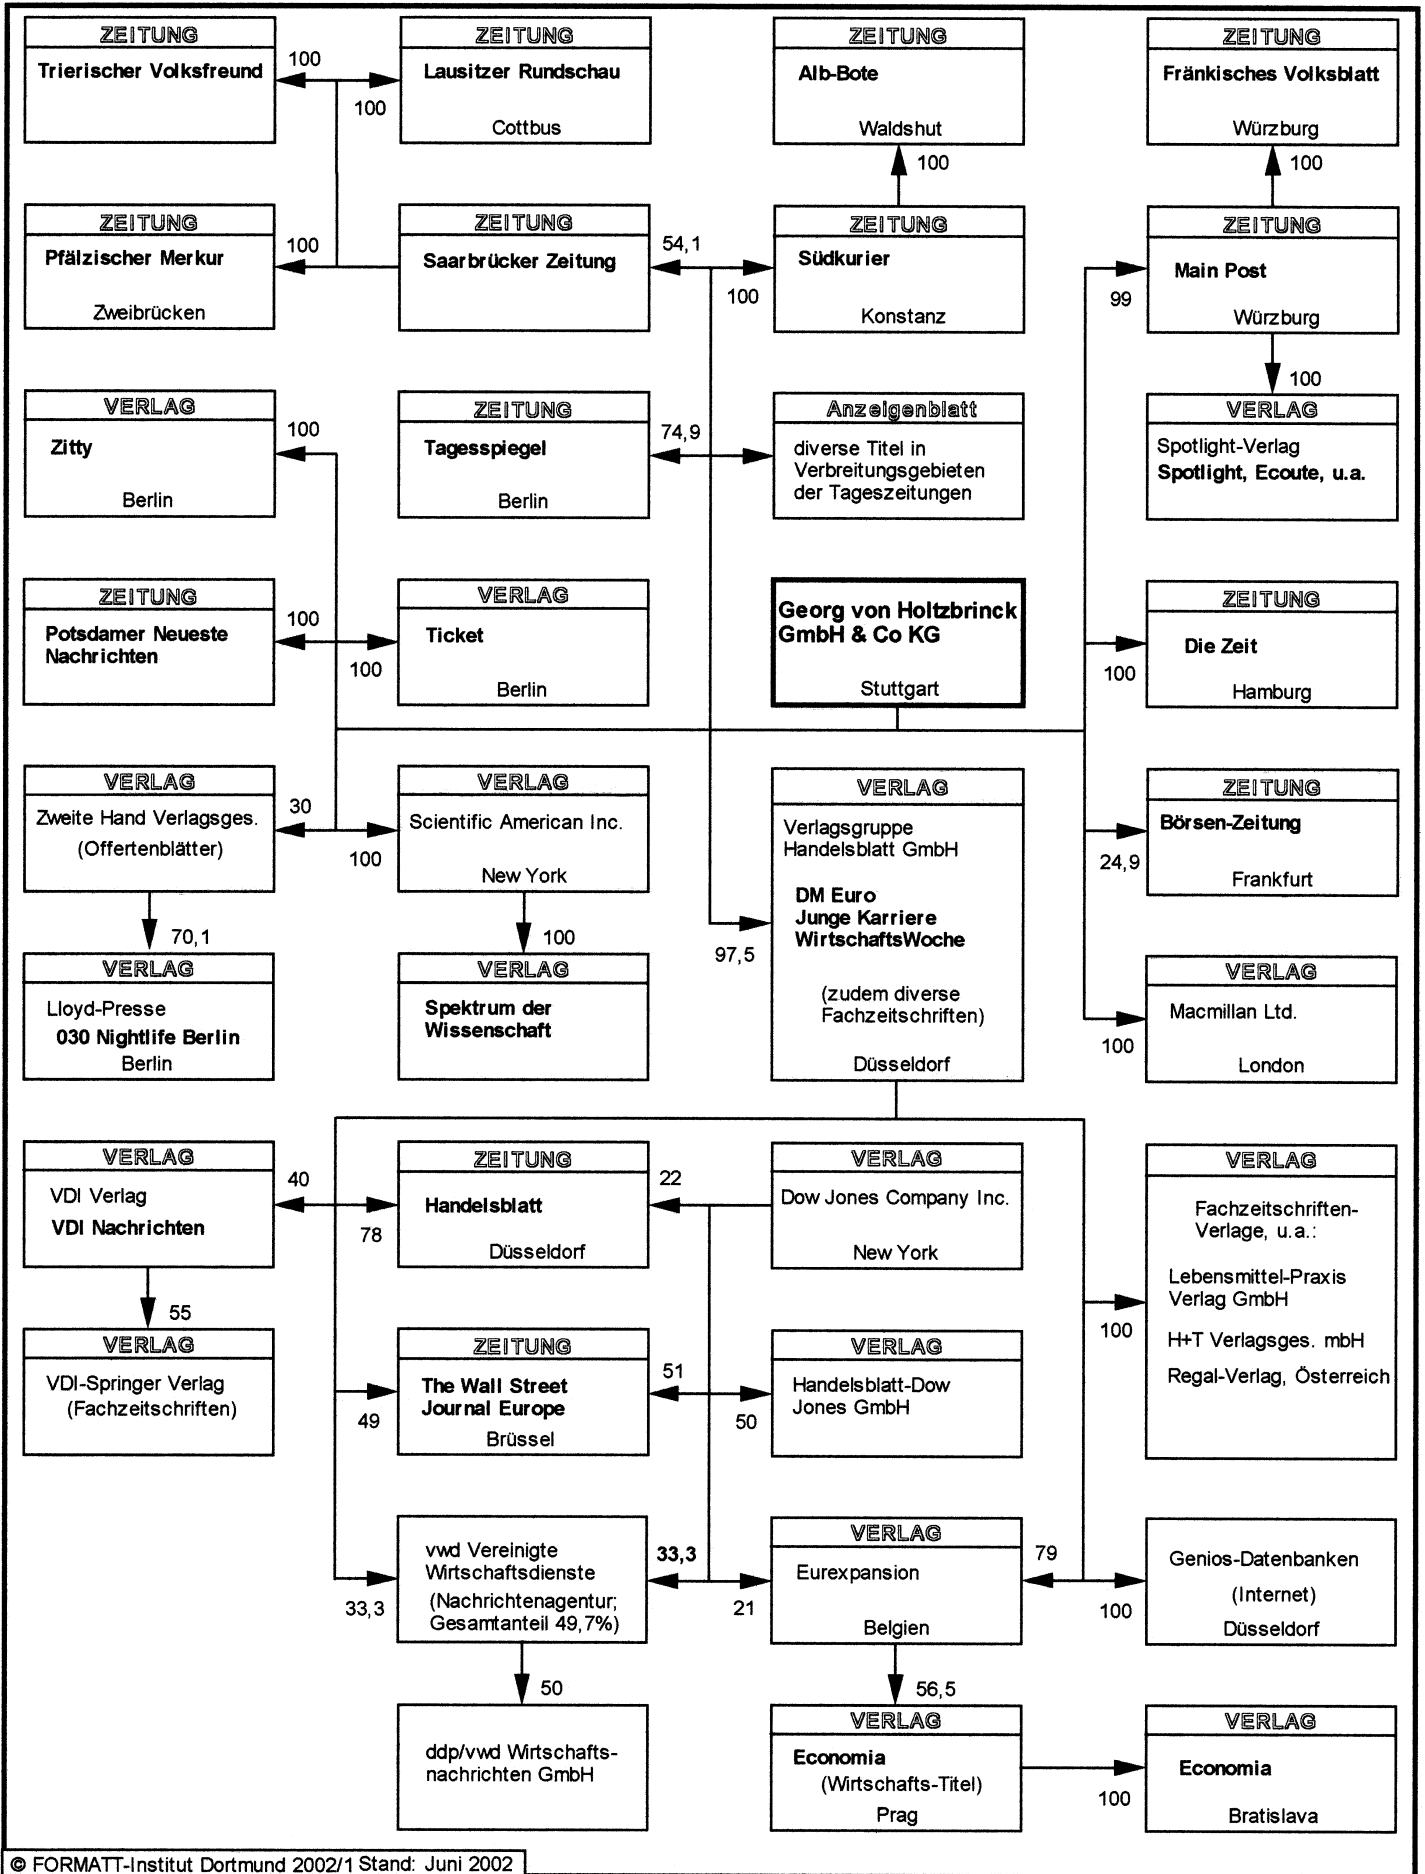 ZEITUNG
Trierischer Volksfreund
100
100
ZEITUNG
Lausitzer Rundschau
Cottbus
ZEITUNG
Alb-Bote
Waldshut
100
ZEITUNG
Fränkisches Volksblatt
Würzburg
100
ZEITUNG
Pfälzischer Merkur
Zweibrücken
100
ZEITUNG
Saarbrücker Zeitung
54,1
100
ZEITUNG
Südkurier
Konstanz
99
ZEITUNG
Main Post
Würzburg
100
VERLAG
Zitty
Berlin
100
ZEITUNG
Tagesspiegel
Berlin
74,9
Anzeigenblatt
diverse Titel in
Verbreitungsgebieten
der Tageszeitungen
VERLAG
Spotlight-Verlag
Spotlight, Ecoute, u.a.
ZEITUNG
Potsdamer Neueste
Nachrichten
100
100
VERLAG
Ticket
Berlin
Georg von Holtzbrinck
GmbH & Co KG
Stuttgart
100
ZEITUNG
Die Zeit
Hamburg
VERLAG
Zweite Hand Verlagsges.
(Offertenblätter)
30
100
VERLAG
Scientific American Inc.
New York
VERLAG
Verlagsgruppe
Handelsblatt GmbH
DM Euro
Junge Karriere
WirtschaftsWoche
(zudem diverse
Fachzeitschriften)
Düsseldorf
97,5
24,9
ZEITUNG
Börsen-Zeitung
Frankfurt
70,1
100
VERLAG
Lloyd-Presse
030 Nightlife Berlin
Berlin
VERLAG
Spektrum der
Wissenschaft
100
VERLAG
Macmillan Ltd.
London
VERLAG
VDI Verlag
VDI Nachrichten
40
78
ZEITUNG
Handelsblatt
Düsseldorf
22
VERLAG
Dow Jones Company Inc.
New York
VERLAG
Fachzeitschriften-
Verlage, u.a.:
Lebensmittel-Praxis
Verlag GmbH
H+T Verlagsges. mbH
Regal-Verlag, Österreich
100
55
VERLAG
VDI-Springer Verlag
(Fachzeitschriften)
49
ZEITUNG
The Wall Street
Journal Europe
Brüssel
51
50
VERLAG
Handelsblatt-Dow
Jones GmbH
33,3
vwd Vereinigte
Wirtschaftsdienste
(Nachrichtenagentur;
Gesamtanteil 49,7%)
33,3
21
VERLAG
Eurexpansion
Belgien
79
100
Genios-Datenbanken
(Internet)
Düsseldorf
50
56,5
ddp/vwd Wirtschafts-
nachrichten GmbH
VERLAG
Economia
(Wirtschafts-Titel)
Prag
100
VERLAG
Economia
Bratislava
© FORMATT-Institut Dortmund 2002/1 Stand: Juni 2002